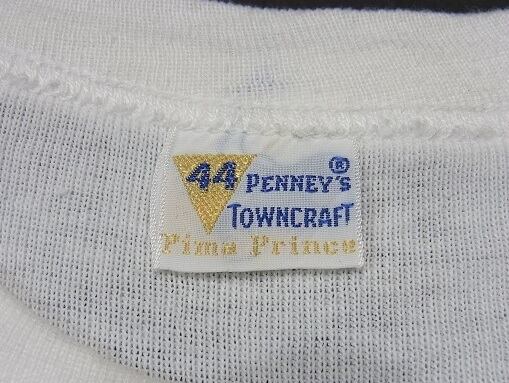 44 PENNEY'S ®
TOWNCRAFT
Pima Prince